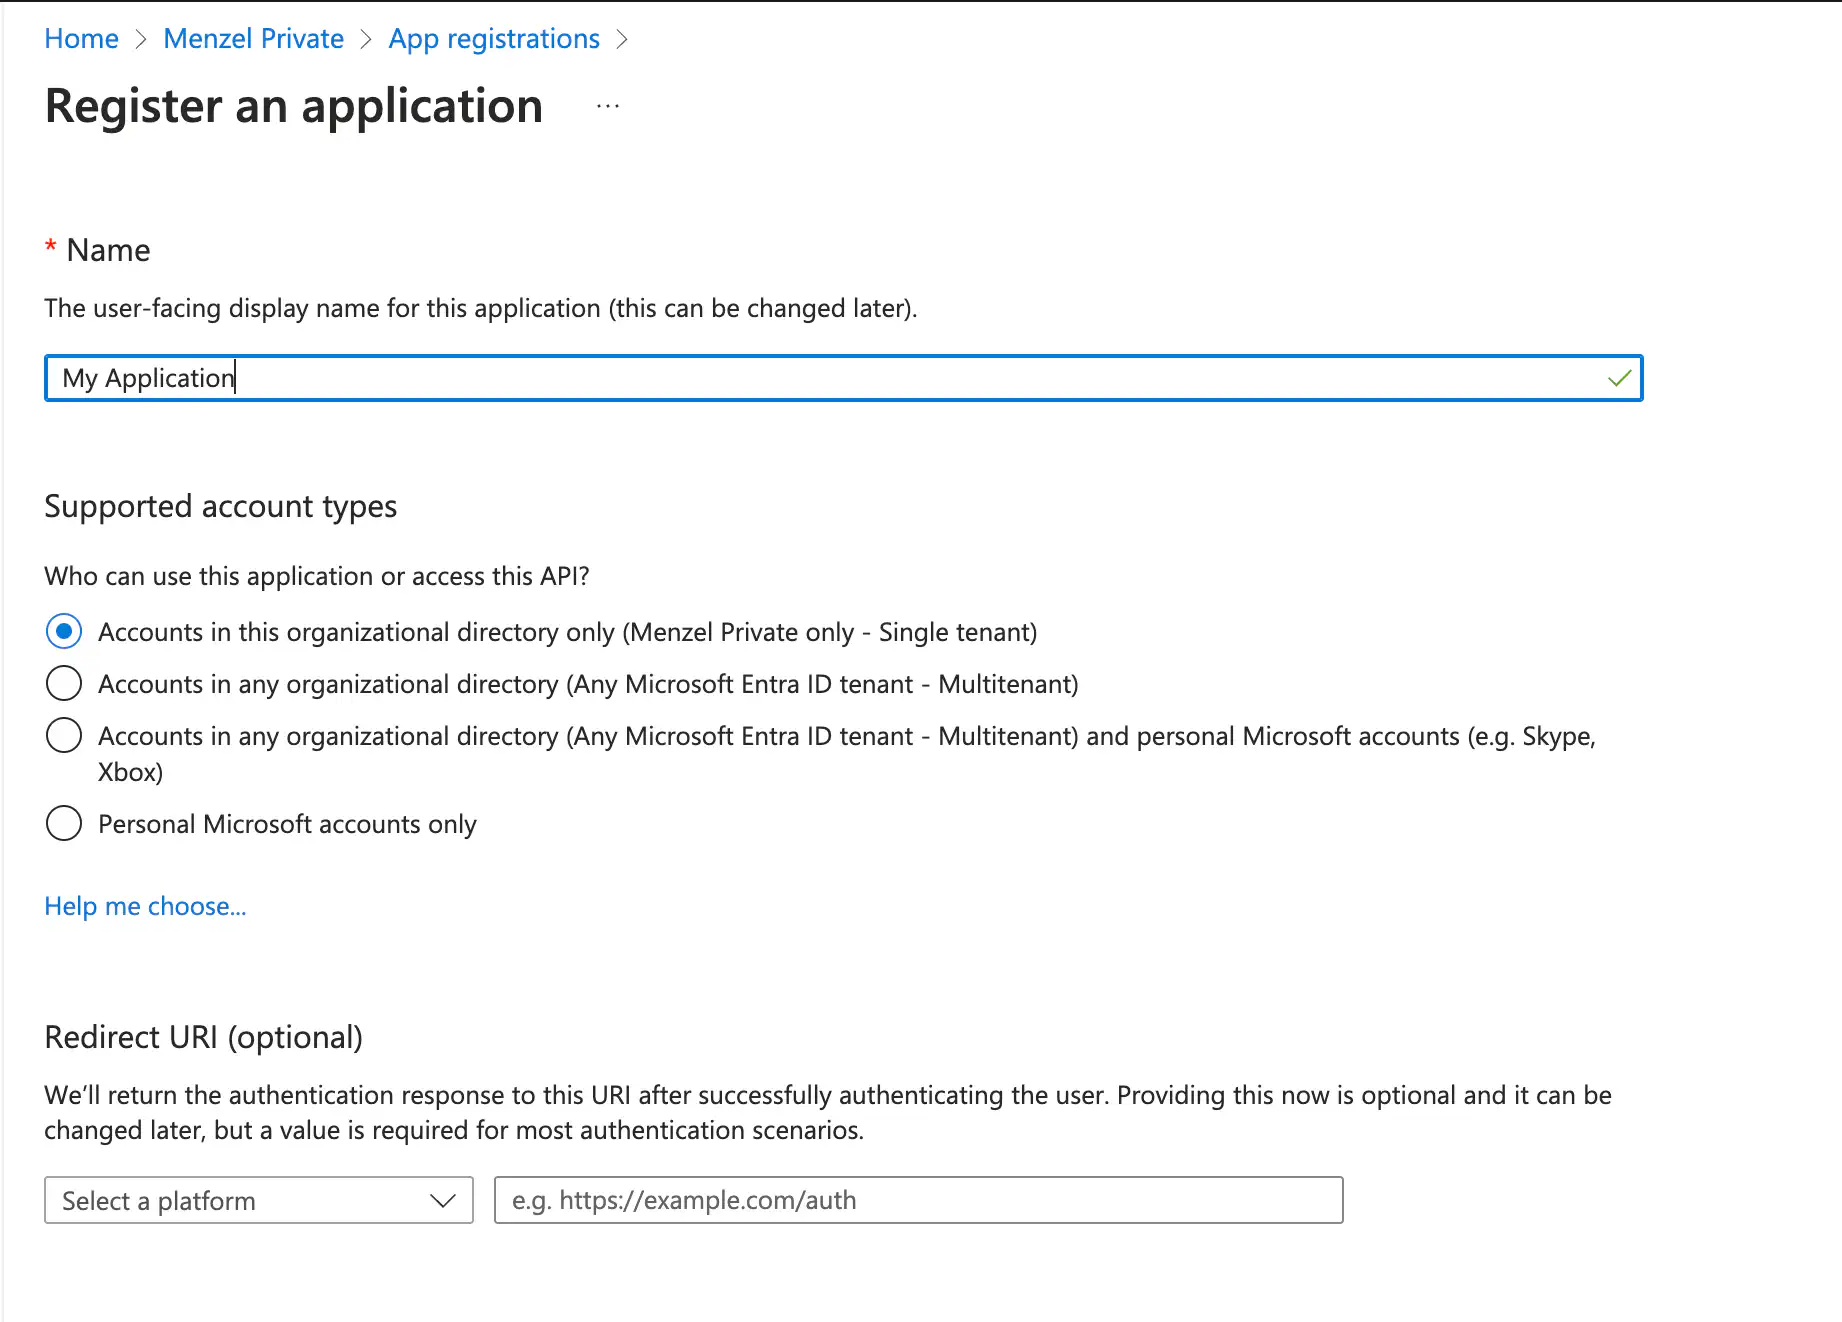 Home > Menzel Private > App registrations >
Register an application ...
* Name
The user-facing display name for this application (this can be changed later).
My Application
Supported account types
Who can use this application or access this API?
Accounts in this organizational directory only (Menzel Private only - Single tenant)
Accounts in any organizational directory (Any Microsoft Entra ID tenant - Multitenant)
Accounts in any organizational directory (Any Microsoft Entra ID tenant - Multitenant) and personal Microsoft accounts (e.g. Skype,
Xbox)
Personal Microsoft accounts only
Help me choose...
Redirect URI (optional)
We’ll return the authentication response to this URI after successfully authenticating the user. Providing this now is optional and it can be
changed later, but a value is required for most authentication scenarios.
Select a platform e.g. https://example.com/auth